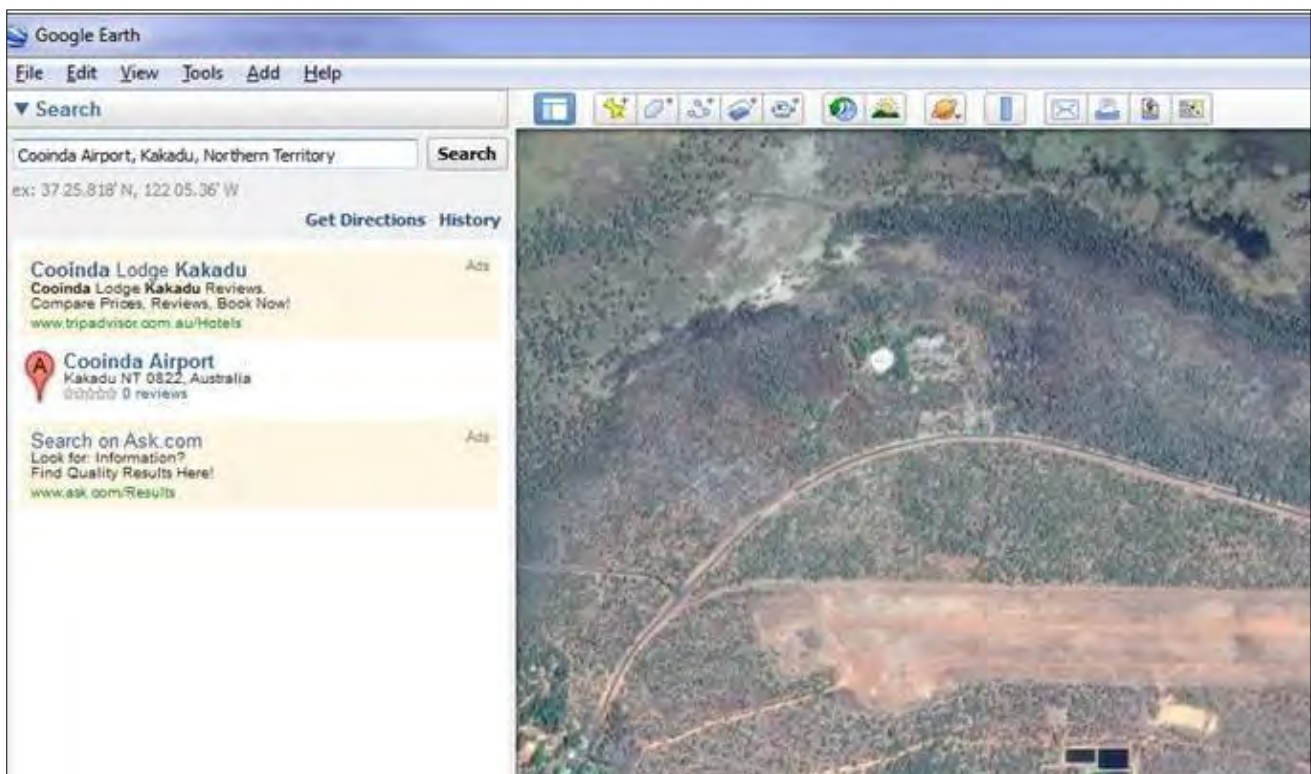 Google Earth
File Edit View Tools Add Help
Search
Cooinda Airport, Kakadu, Northern Territory Search
ex: 37 25.818' N, 122 05.36' W
Get Directions History
Cooinda Lodge Kakadu Ads
Cooinda Lodge Kakadu Reviews.
Compare Prices, Reviews, Book Now!
www.tripadvisor.com.au/Hotels
A Cooinda Airport
Kakadu NT 0822, Australia
0 reviews
Search on Ask.com Ads
Look for: Information?
Find Quality Results Here!
www.ask.com/Results